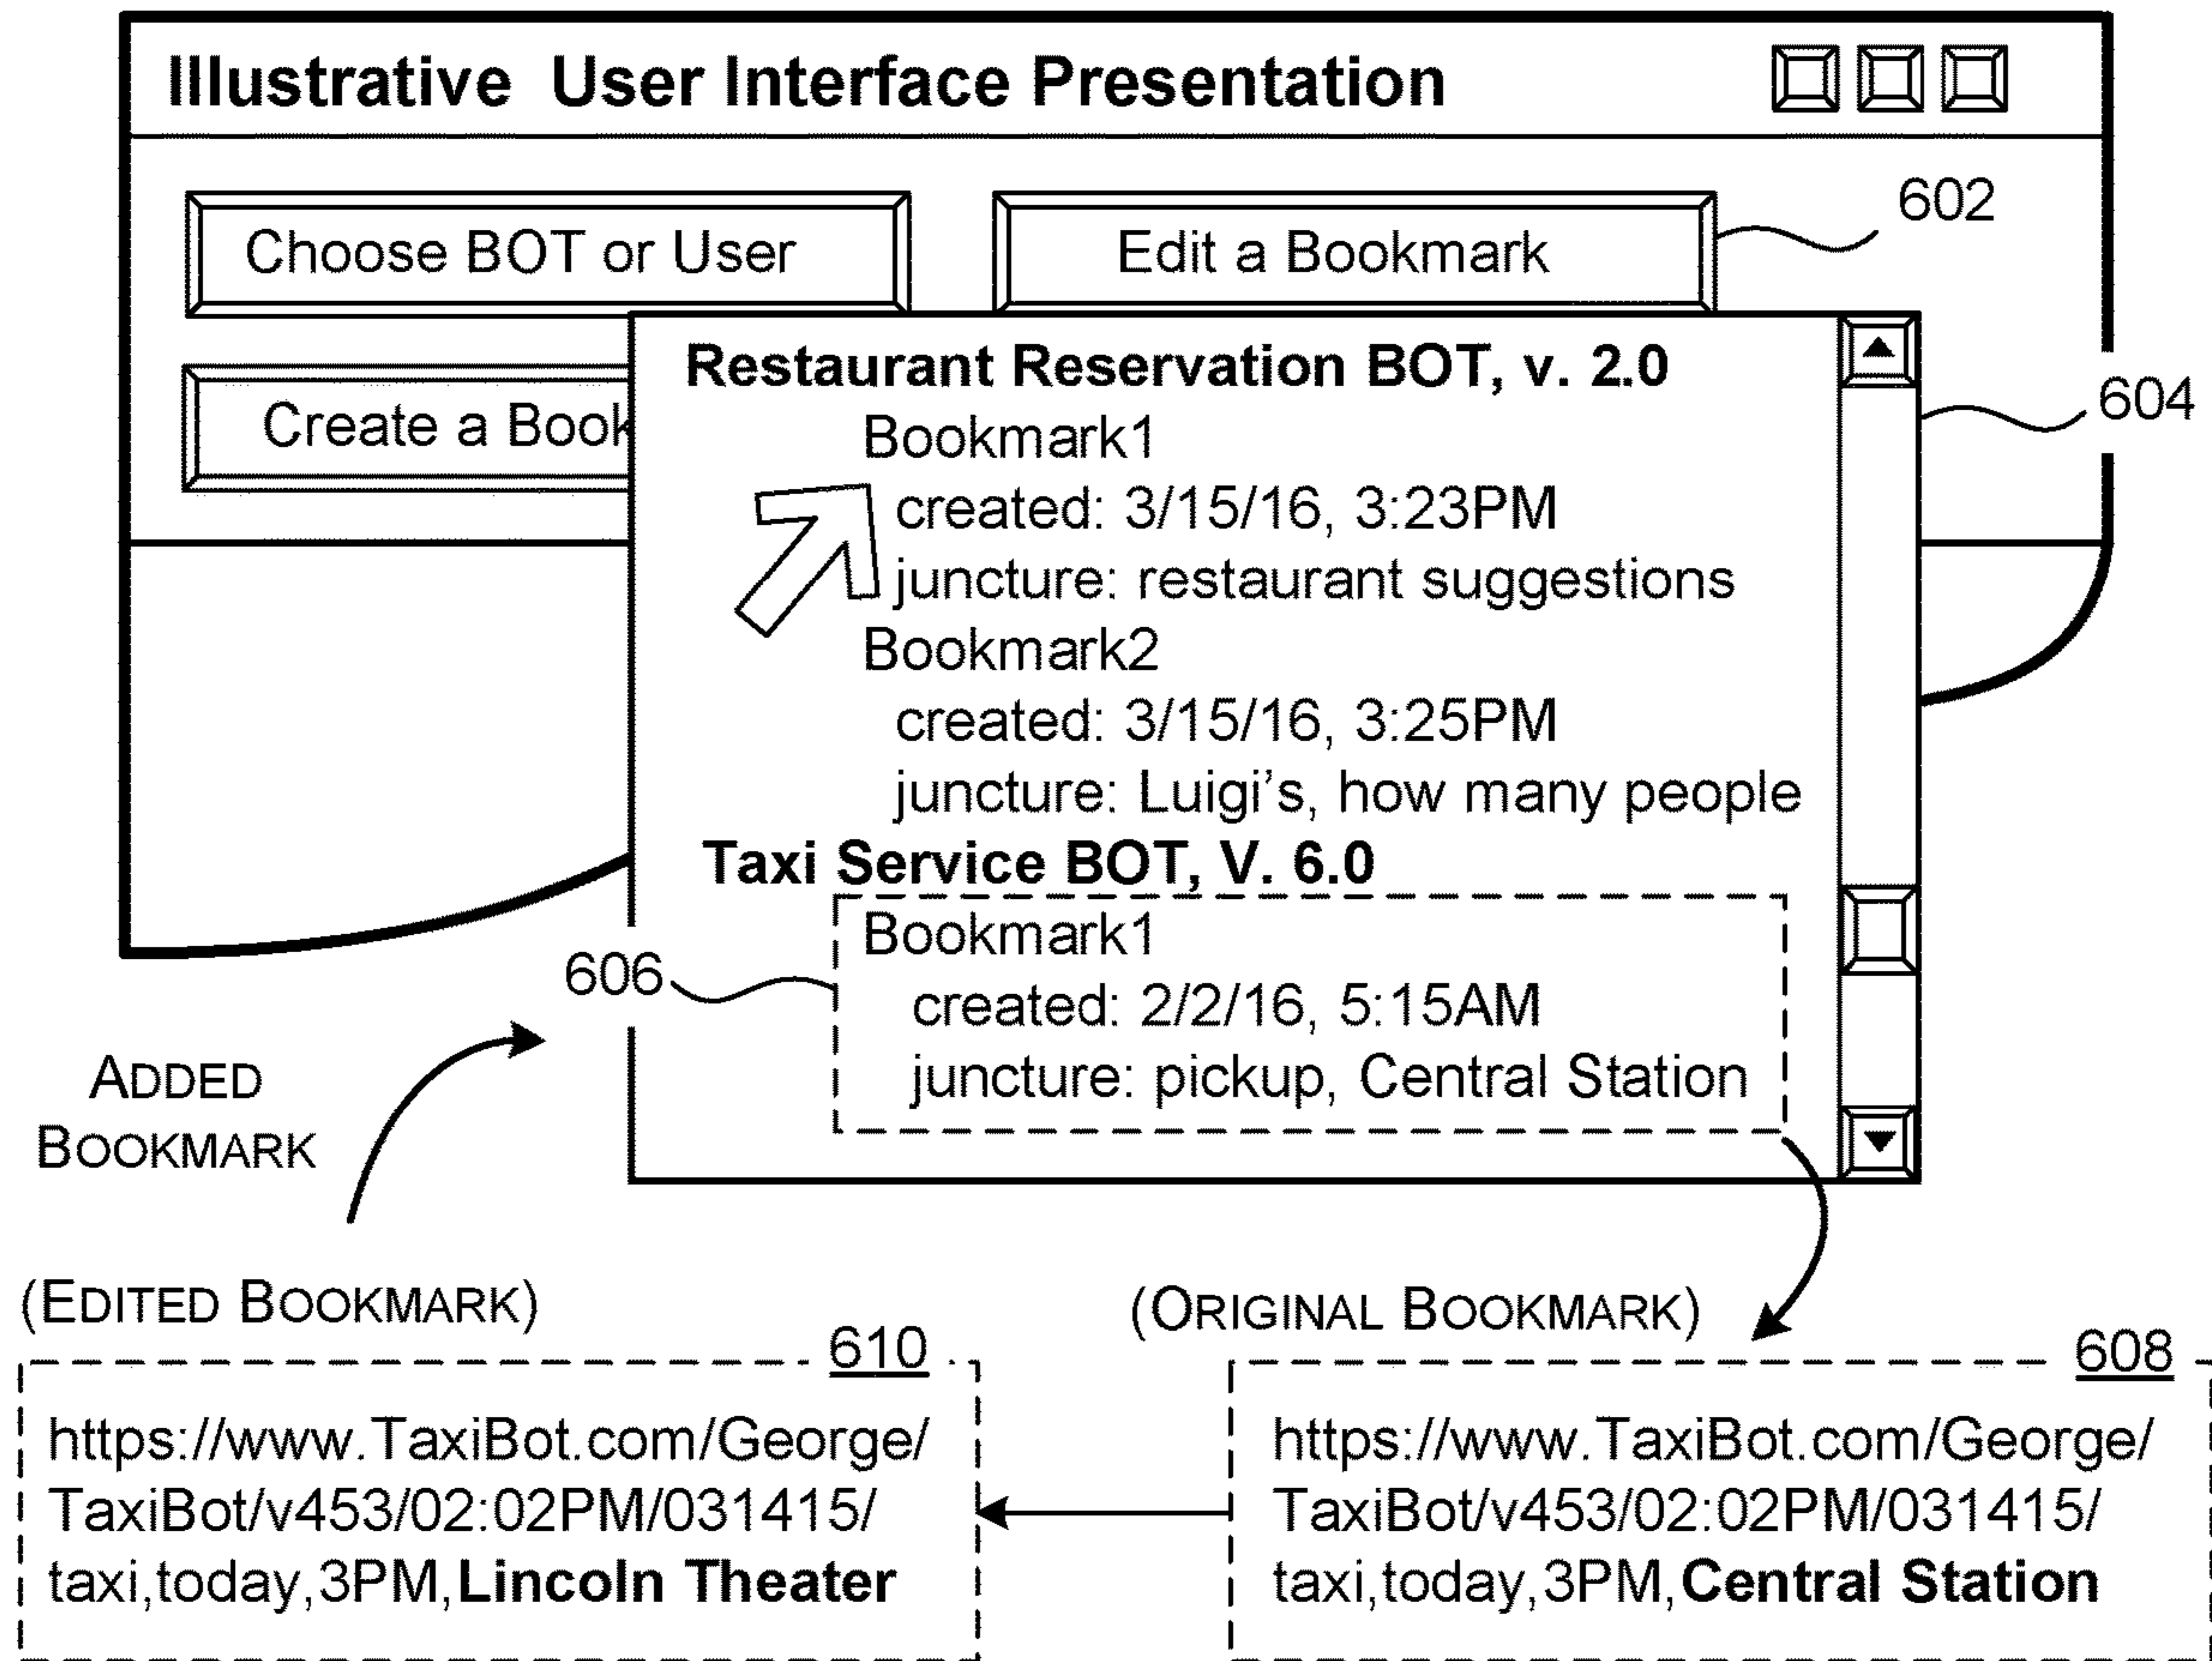 Illustrative User Interface Presentation
602
Choose BOT or User
Edit a Bookmark
604
Create a Book
Restaurant Reservation BOT, v. 2.0
Bookmark1
created: 3/15/16, 3:23PM
juncture: restaurant suggestions
Bookmark2
created: 3/15/16, 3:25PM
juncture: Luigi's, how many people
Taxi Service BOT, V. 6.0
606
Bookmark1
created: 2/2/16, 5:15AM
juncture: pickup, Central Station
ADDED
BOOKMARK
(EDITED BOOKMARK)
610
https://www.TaxiBot.com/George/
TaxiBot/v453/02:02PM/031415/
taxi,today,3PM,Lincoln Theater
(ORIGINAL BOOKMARK)
608
https://www.TaxiBot.com/George/
TaxiBot/v453/02:02PM/031415/
taxi,today,3PM,Central Station